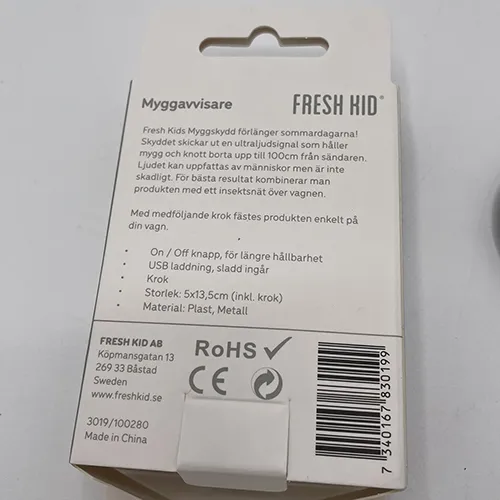 Myggavvisare
FRESH KID®
Fresh Kids Myggskydd förlänger sommardagarna!
Skyddet skickar ut en ultraljudsignal som håller
mygg och knott borta upp till 100cm från sändaren.
Ljudet kan uppfattas av människor men är inte
skadligt. För bästa resultat kombinerar man
produkten med ett insektsnät över vagnen.
Med medföljande krok fästes produkten enkelt på
din vagn.
• On / Off knapp, för längre hållbarhet
• USB laddning, sladd ingår
• Krok
• Storlek: 5x13,5cm (inkl. krok)
• Material: Plast, Metall
FRESH KID AB
Köpmansgatan 13
269 33 Båstad
Sweden
www.freshkid.se
3019/100280
Made in China
RoHS
CE
7 340167 830199